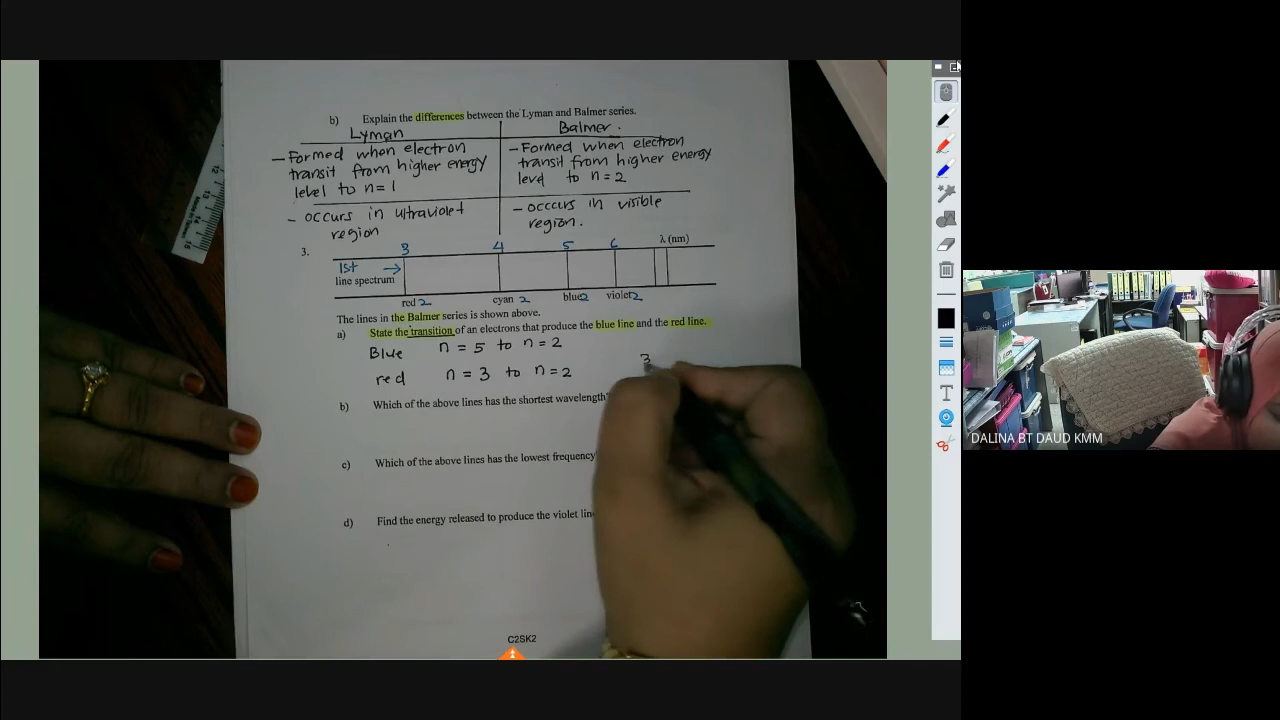 b) Explain the differences between the Lyman and Balmer series.
Lyman
- Formed when electron
transit from higher energy
level to n = 1
- occurs in ultraviolet
region
Balmer.
- Formed when electron
transit from higher energy
level to n = 2
- occurs in visible
region.
3 4 5 6 λ (nm)
3.
1st →
line spectrum
red 2 cyan 2 blue 2 violet 2
The lines in the Balmer series is shown above.
a) State the transition of an electrons that produce the blue line and the red line.
Blue n = 5 to n = 2
red n = 3 to n = 2
3
b) Which of the above lines has the shortest wavelength
c) Which of the above lines has the lowest frequency
d) Find the energy released to produce the violet
C2SK2
DALINA BT DAUD KMM
T